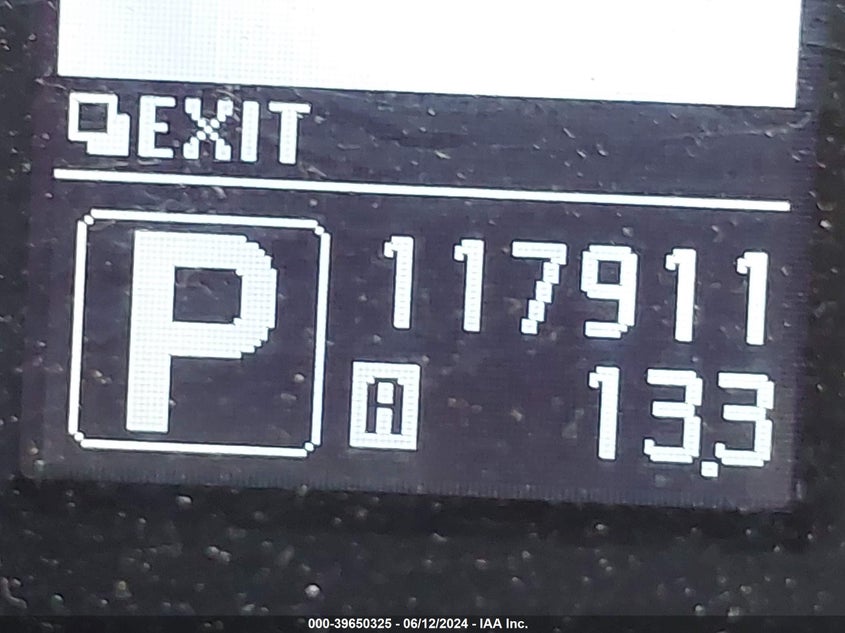 EXIT
P
117911
A 13.3
000-39650325 - 06/12/2024 - IAA Inc.